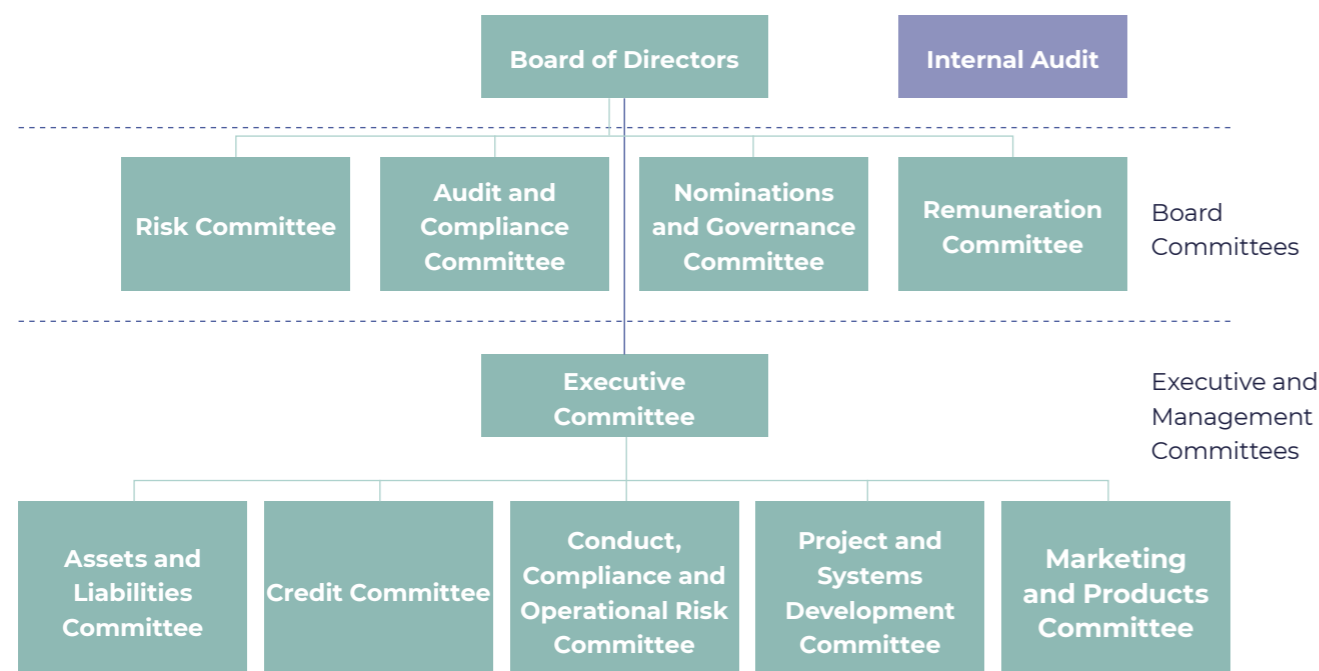 Board of Directors
Internal Audit
Risk Committee
Audit and
Compliance
Committee
Nominations
and Governance
Committee
Remuneration
Committee
Board
Committees
Executive
Committee
Executive and
Management
Committees
Assets and
Liabilities
Committee
Credit Committee
Conduct,
Compliance and
Operational Risk
Committee
Project and
Systems
Development
Committee
Marketing
and Products
Committee